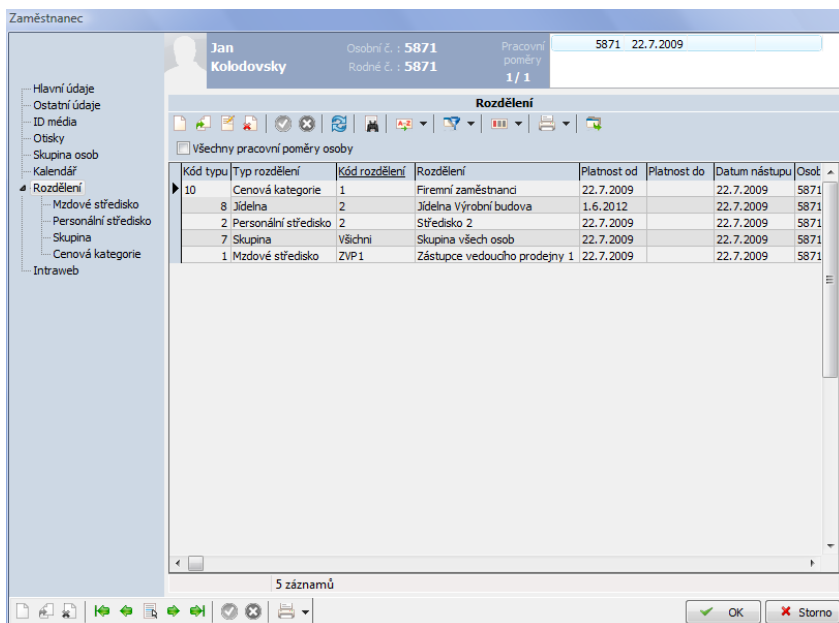 Zaměstnanec
Jan Kolodovsky
Osobní č. : 5871
Rodné č. : 5871
Pracovní poměry
1/ 1
5871 22.7.2009
Hlavní údaje
Ostatní údaje
ID média
Otisky
Skupina osob
Kalendář
Rozdělení
Mzdové středisko
Personální středisko
Skupina
Cenová kategorie
Intraweb
Rozdělení
Všechny pracovní poměry osoby
Kód typu Typ rozdělení Kód rozdělení Rozdělení Platnost od Platnost do Datum nástupu Osob
10 Cenová kategorie 1 Firemní zaměstnanci 22.7.2009 22.7.2009 5871
8 Jídelna 2 Jídelna Výrobní budova 1.6.2012 22.7.2009 5871
2 Personální středisko 2 Středisko 2 22.7.2009 22.7.2009 5871
7 Skupina Všichni Skupina všech osob 22.7.2009 22.7.2009 5871
1 Mzdové středisko ZVP1 Zástupce vedoucího prodejny 1 22.7.2009 22.7.2009 5871
5 záznamů
OK
Storno